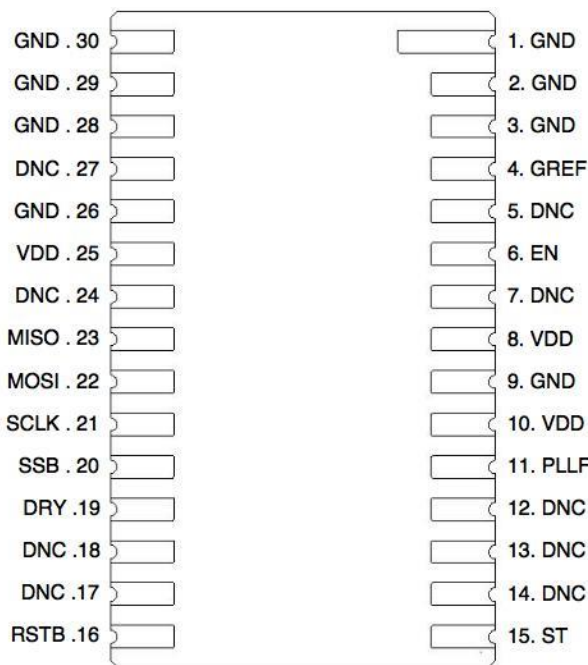 GND . 30
1. GND
GND . 29
2. GND
GND . 28
3. GND
DNC . 27
4. GREF
GND . 26
5. DNC
VDD . 25
6. EN
DNC . 24
7. DNC
MISO . 23
8. VDD
MOSI . 22
9. GND
SCLK . 21
10. VDD
SSB . 20
11. PLLF
DRY .19
12. DNC
DNC .18
13. DNC
DNC .17
14. DNC
RSTB .16
15. ST